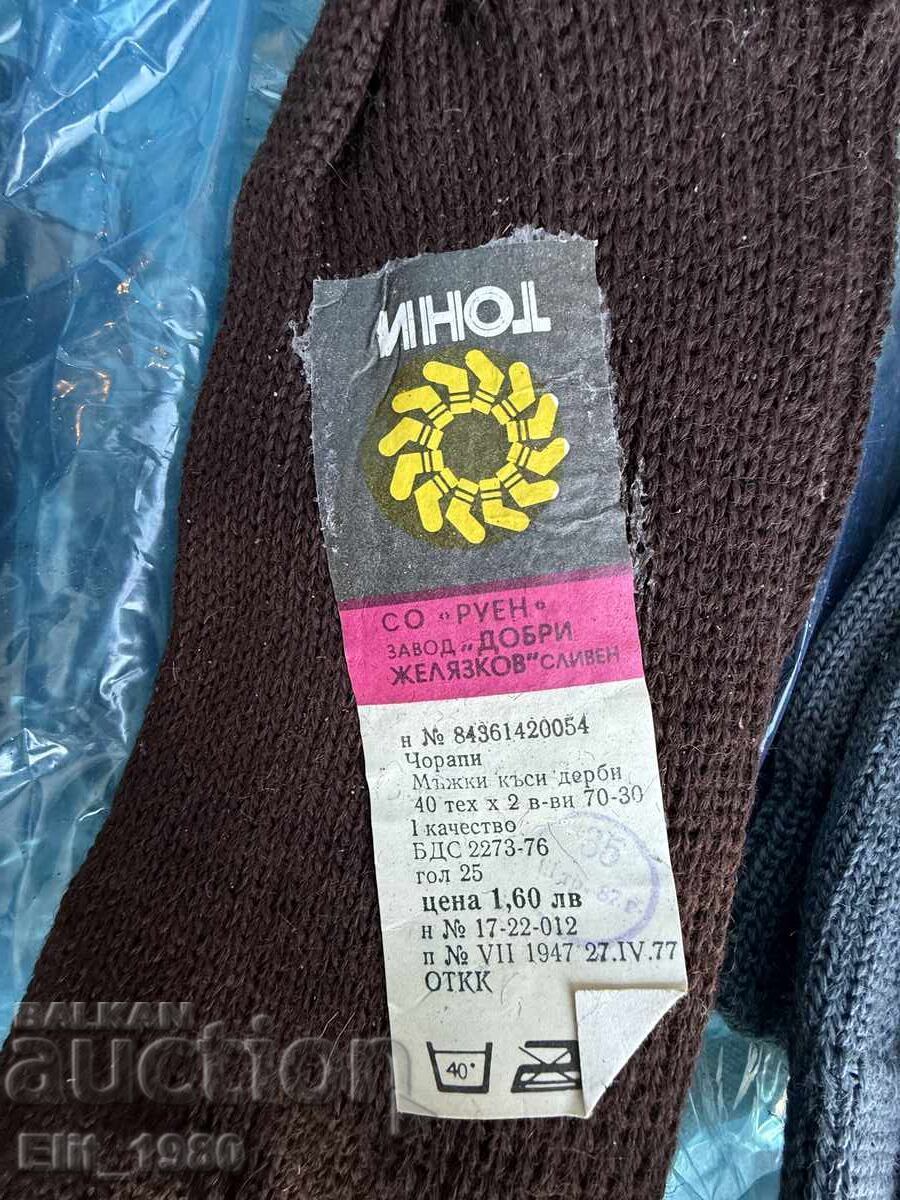 ТОНИ
СО "РУЕН"
ЗАВОД "ДОБРИ
ЖЕЛЯЗКОВ" СЛИВЕН
н № 84361420054
Чорапи
Мъжки къси дерби
40 тех х 2 в-ви 70-30
I качество
БДС 2273-76
гол 25
цена 1,60 лв
н № 17-22-012
п № VII 1947 27.IV.77
ОТКК
35
40°
BALKAN
auction
Elit_1980